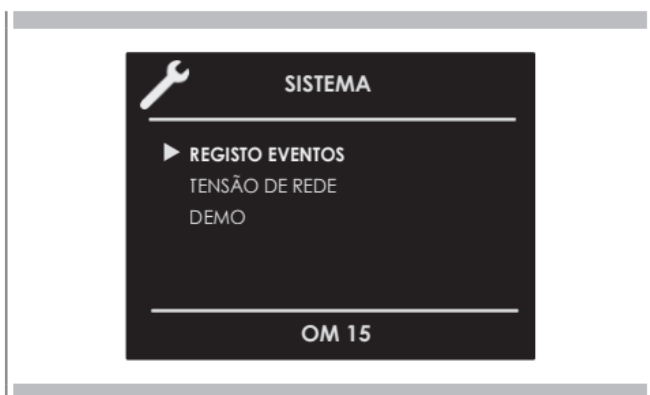 SISTEMA
REGISTO EVENTOS
TENSÃO DE REDE
DEMO
OM 15